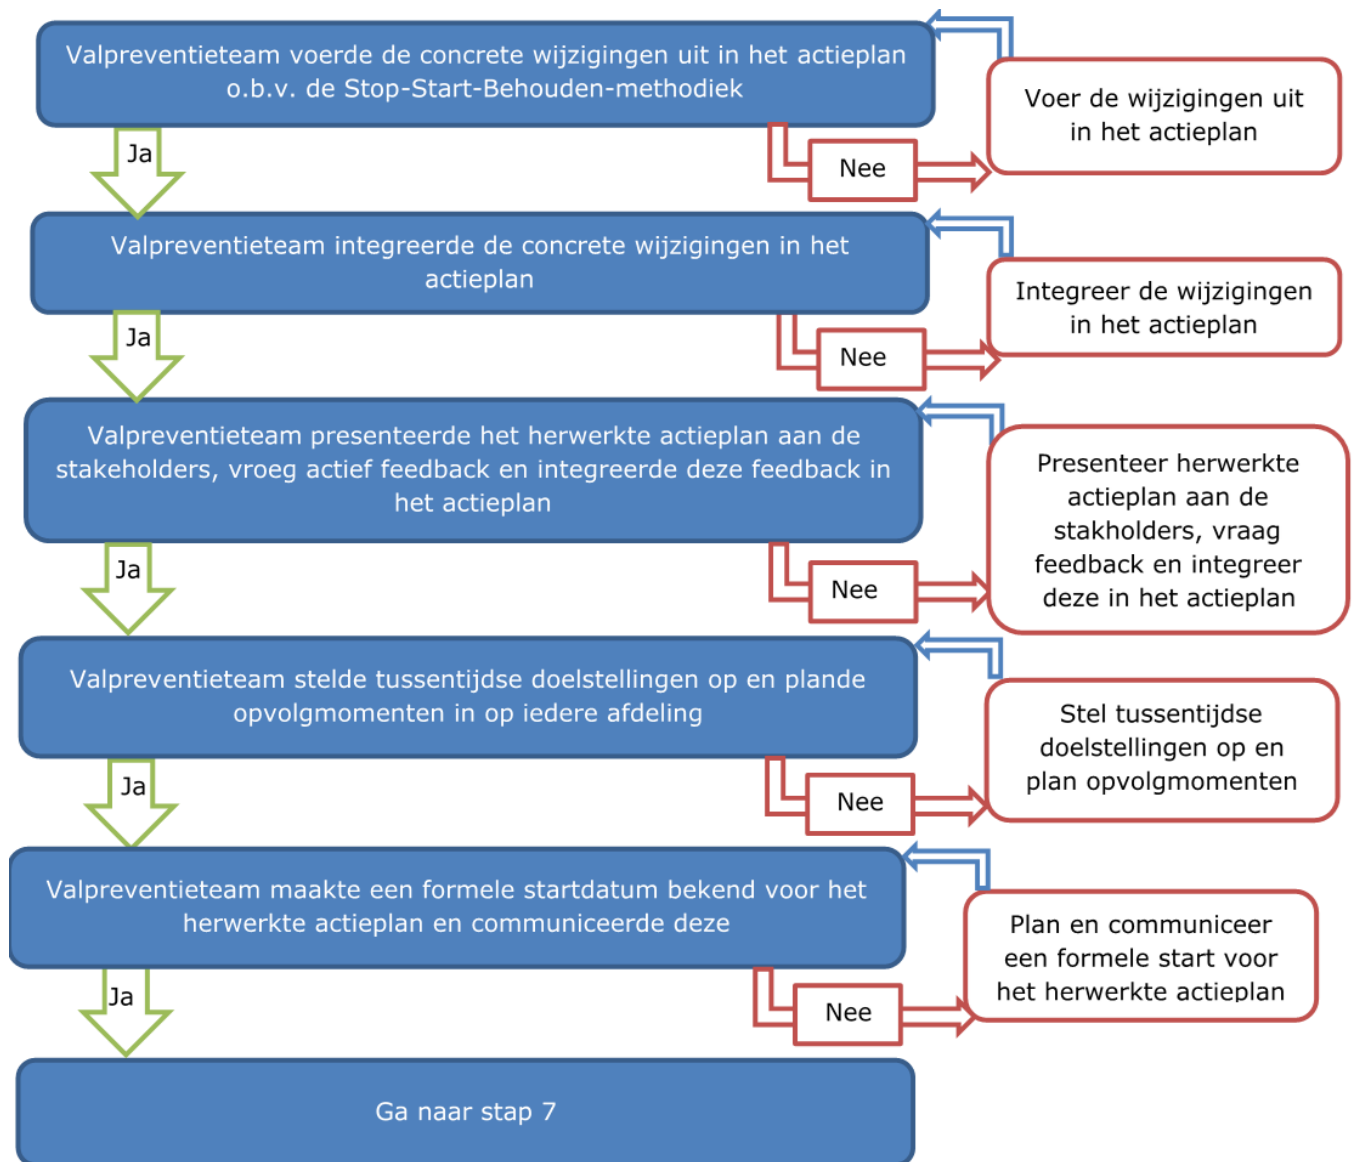 Valpreventieteam voerde de concrete wijzigingen uit in het actieplan
o.b.v. de Stop-Start-Behouden-methodiek
Voer de wijzigingen uit
in het actieplan
Ja
Nee
Valpreventieteam integreerde de concrete wijzigingen in het
actieplan
Integreer de wijzigingen
in het actieplan
Ja
Nee
Valpreventieteam presenteerde het herwerkte actieplan aan de
stakeholders, vroeg actief feedback en integreerde deze feedback in
het actieplan
Presenteer herwerkte
actieplan aan de
stakholders, vraag
feedback en integreer
deze in het actieplan
Ja
Nee
Valpreventieteam stelde tussentijdse doelstellingen op en plande
opvolgmomenten in op iedere afdeling
Stel tussentijdse
doelstellingen op en
plan opvolgmomenten
Ja
Nee
Valpreventieteam maakte een formele startdatum bekend voor het
herwerkte actieplan en communiceerde deze
Plan en communiceer
een formele start voor
het herwerkte actieplan
Ja
Nee
Ga naar stap 7